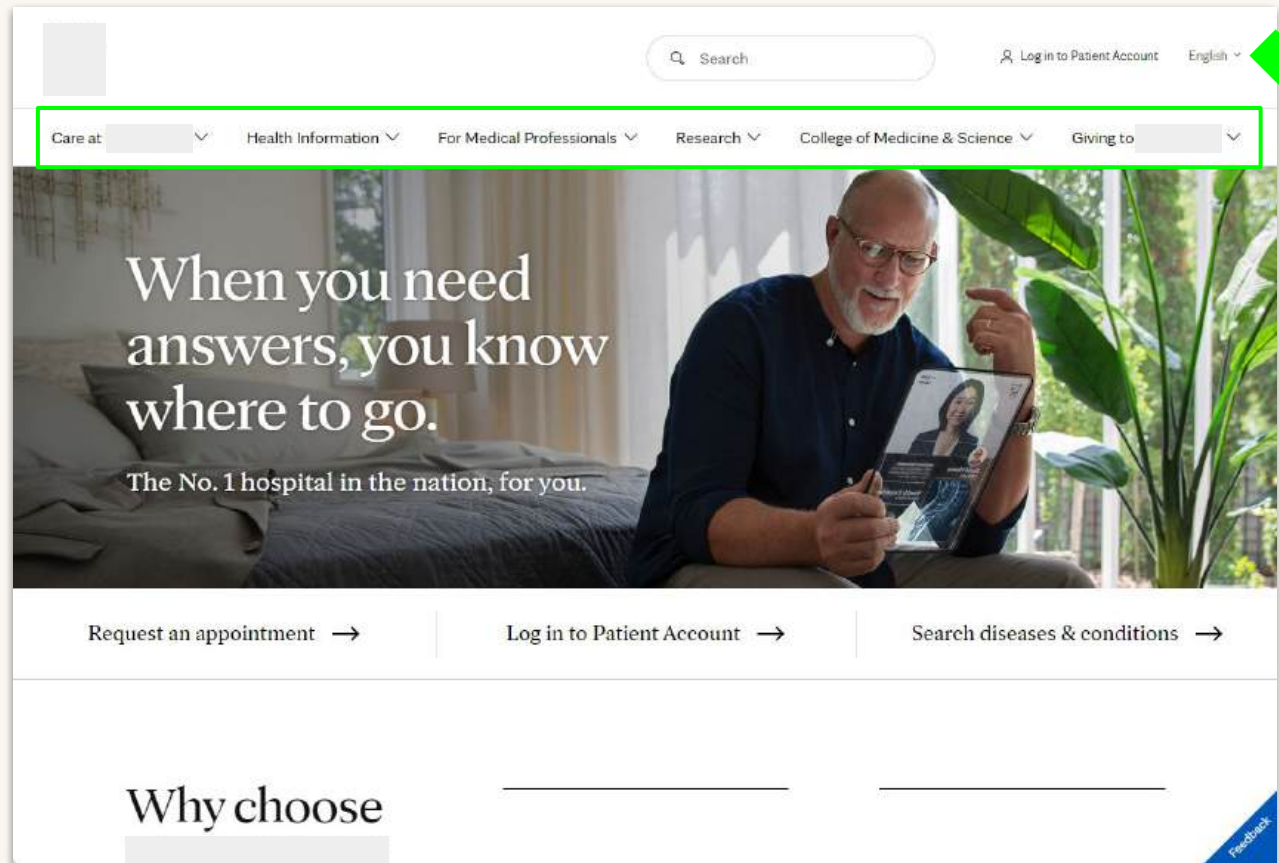 Search
Log in to Patient Account
English
Care at
Health Information
For Medical Professionals
Research
College of Medicine & Science
Giving to
When you need
answers, you know
where to go.
The No. 1 hospital in the nation, for you.
Request an appointment →
Log in to Patient Account →
Search diseases & conditions →
Why choose
Feedback